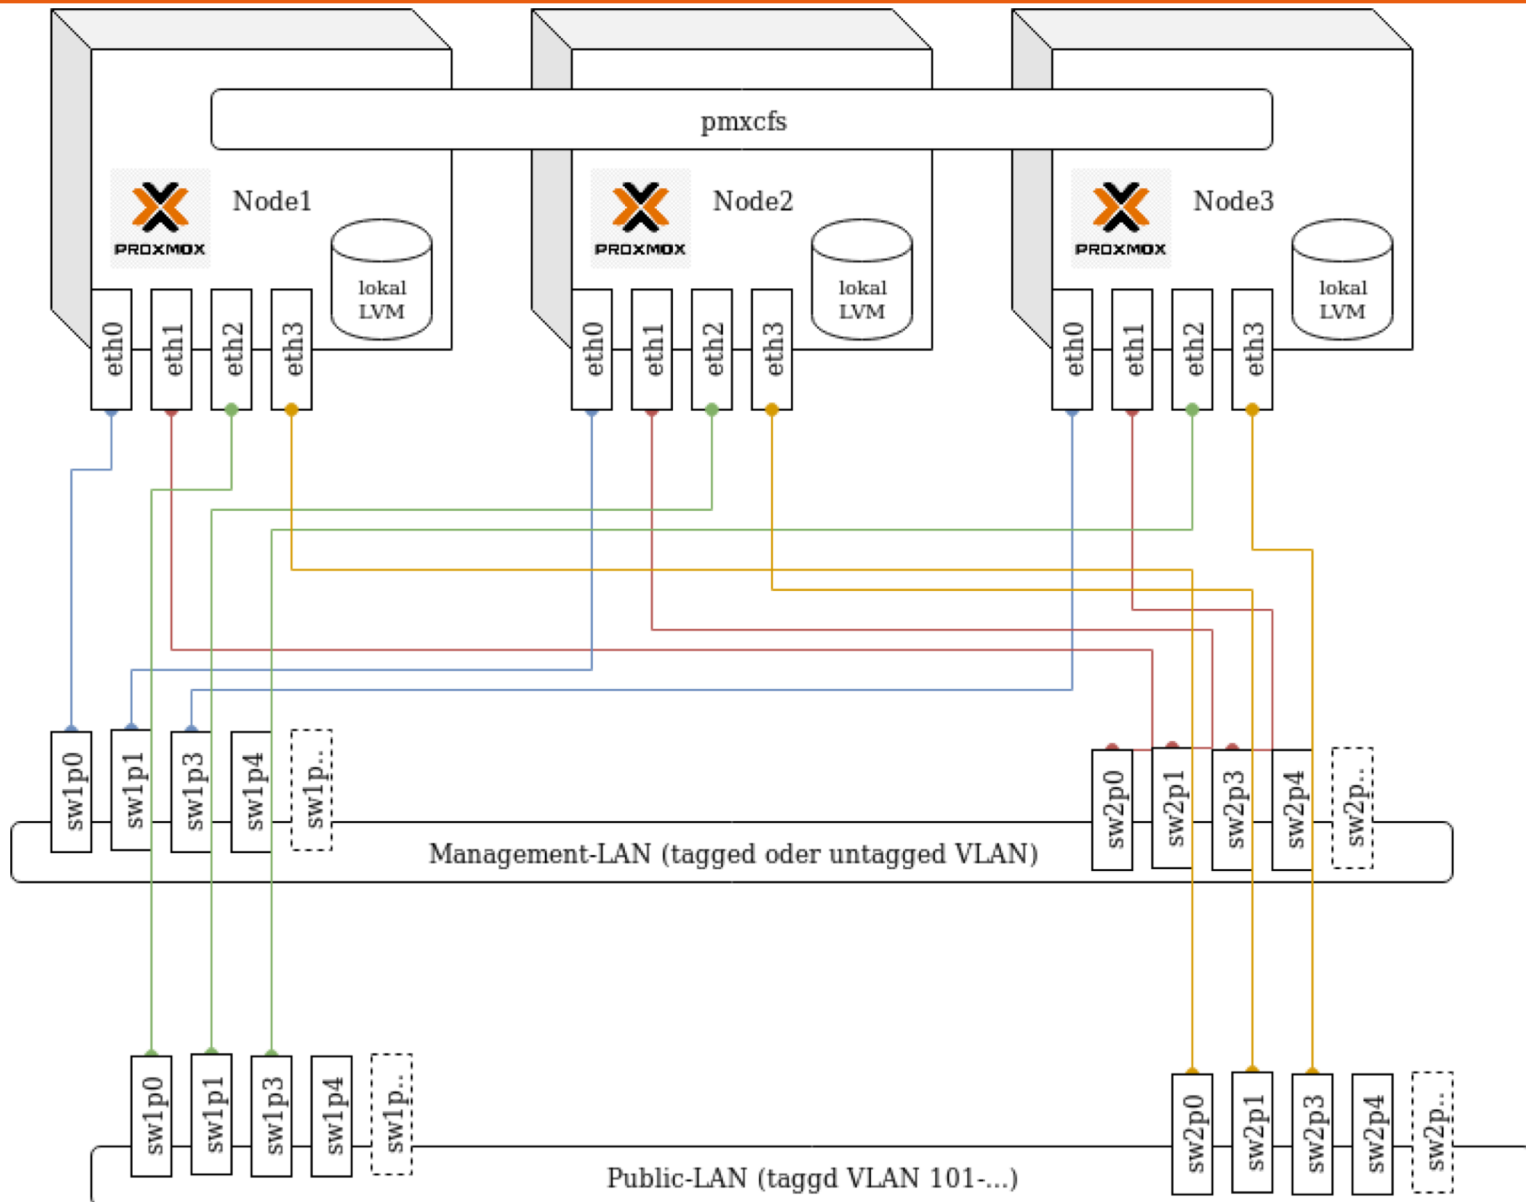 pmxcfs
PROXMOX
Node1
lokal
LVM
eth0
eth1
eth2
eth3
PROXMOX
Node2
lokal
LVM
eth0
eth1
eth2
eth3
PROXMOX
Node3
lokal
LVM
eth0
eth1
eth2
eth3
sw1p0
sw1p1
sw1p3
sw1p4
sw1p..
Management-LAN (tagged oder untagged VLAN)
sw2p0
sw2p1
sw2p3
sw2p4
sw2p..
sw1p0
sw1p1
sw1p3
sw1p4
sw1p..
Public-LAN (taggd VLAN 101-...)
sw2p0
sw2p1
sw2p3
sw2p4
sw2p..